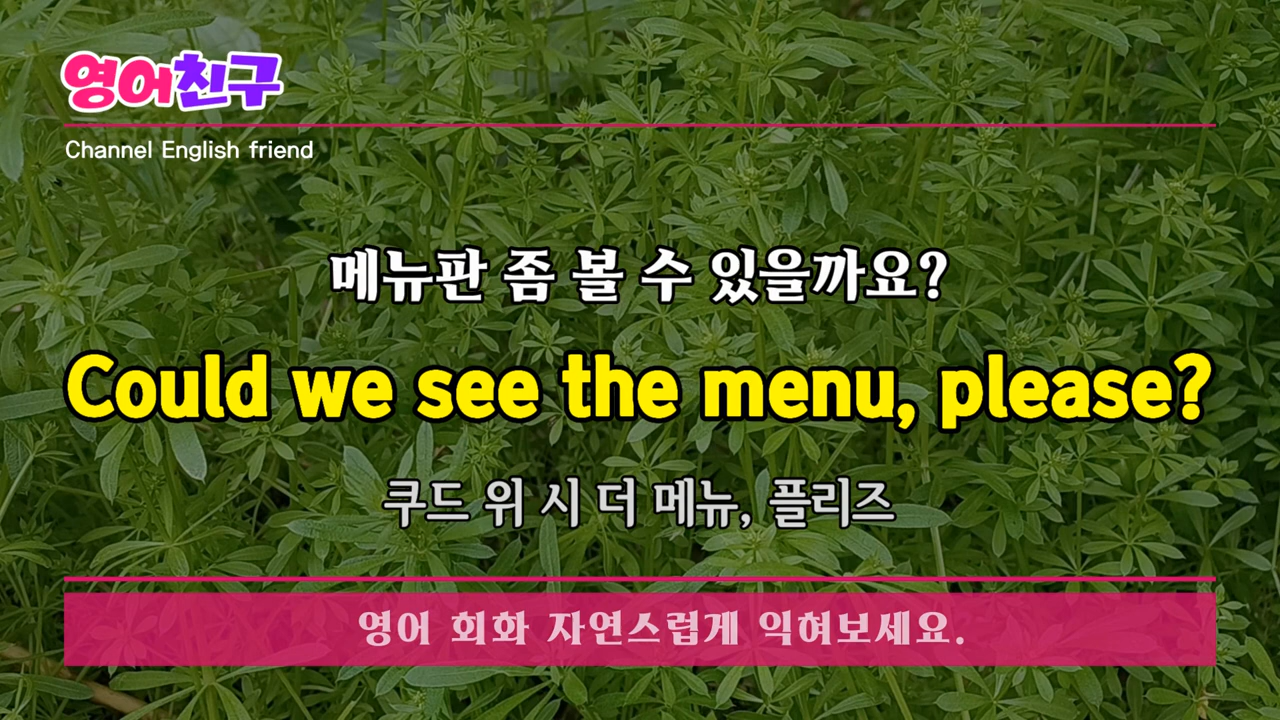 영어친구
Channel English friend
메뉴판 좀 볼 수 있을까요?
Could we see the menu, please?
쿠드 위 시 더 메뉴, 플리즈
영어 회화 자연스럽게 익혀보세요.